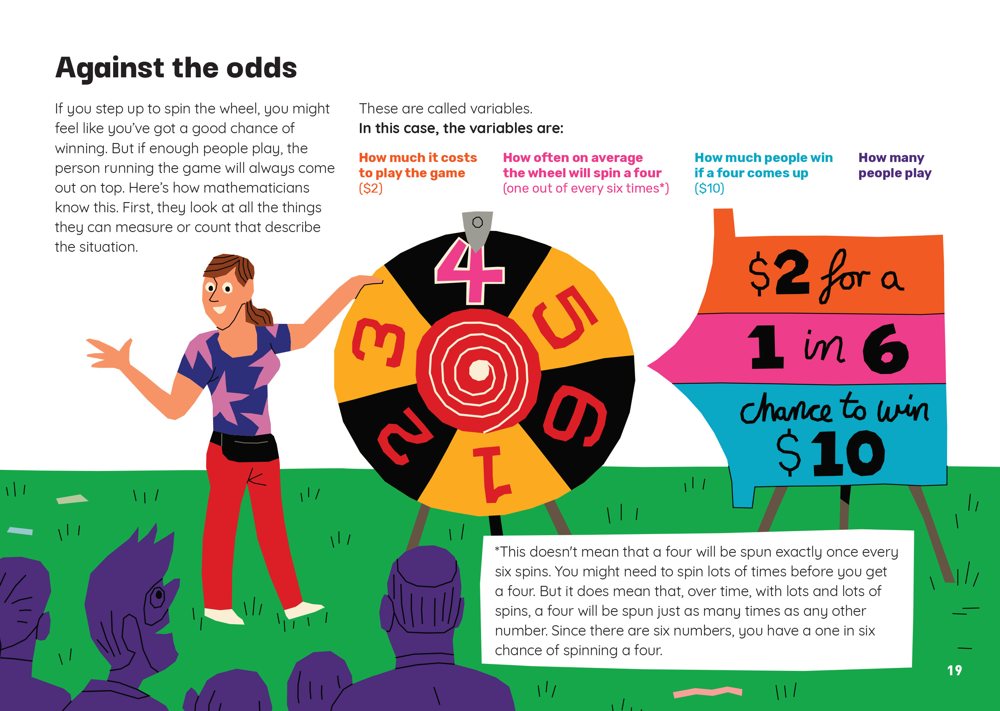 Against the odds
If you step up to spin the wheel, you might
feel like you’ve got a good chance of
winning. But if enough people play, the
person running the game will always come
out on top. Here’s how mathematicians
know this. First, they look at all the things
they can measure or count that describe
the situation.
These are called variables.
In this case, the variables are:
How much it costs
to play the game
($2)
How often on average
the wheel will spin a four
(one out of every six times*)
How much people win
if a four comes up
($10)
How many
people play
4
5
6
1
2
3
$2 for a
1 in 6
chance to win
$10
*This doesn't mean that a four will be spun exactly once every
six spins. You might need to spin lots of times before you get
a four. But it does mean that, over time, with lots and lots of
spins, a four will be spun just as many times as any other
number. Since there are six numbers, you have a one in six
chance of spinning a four.
19